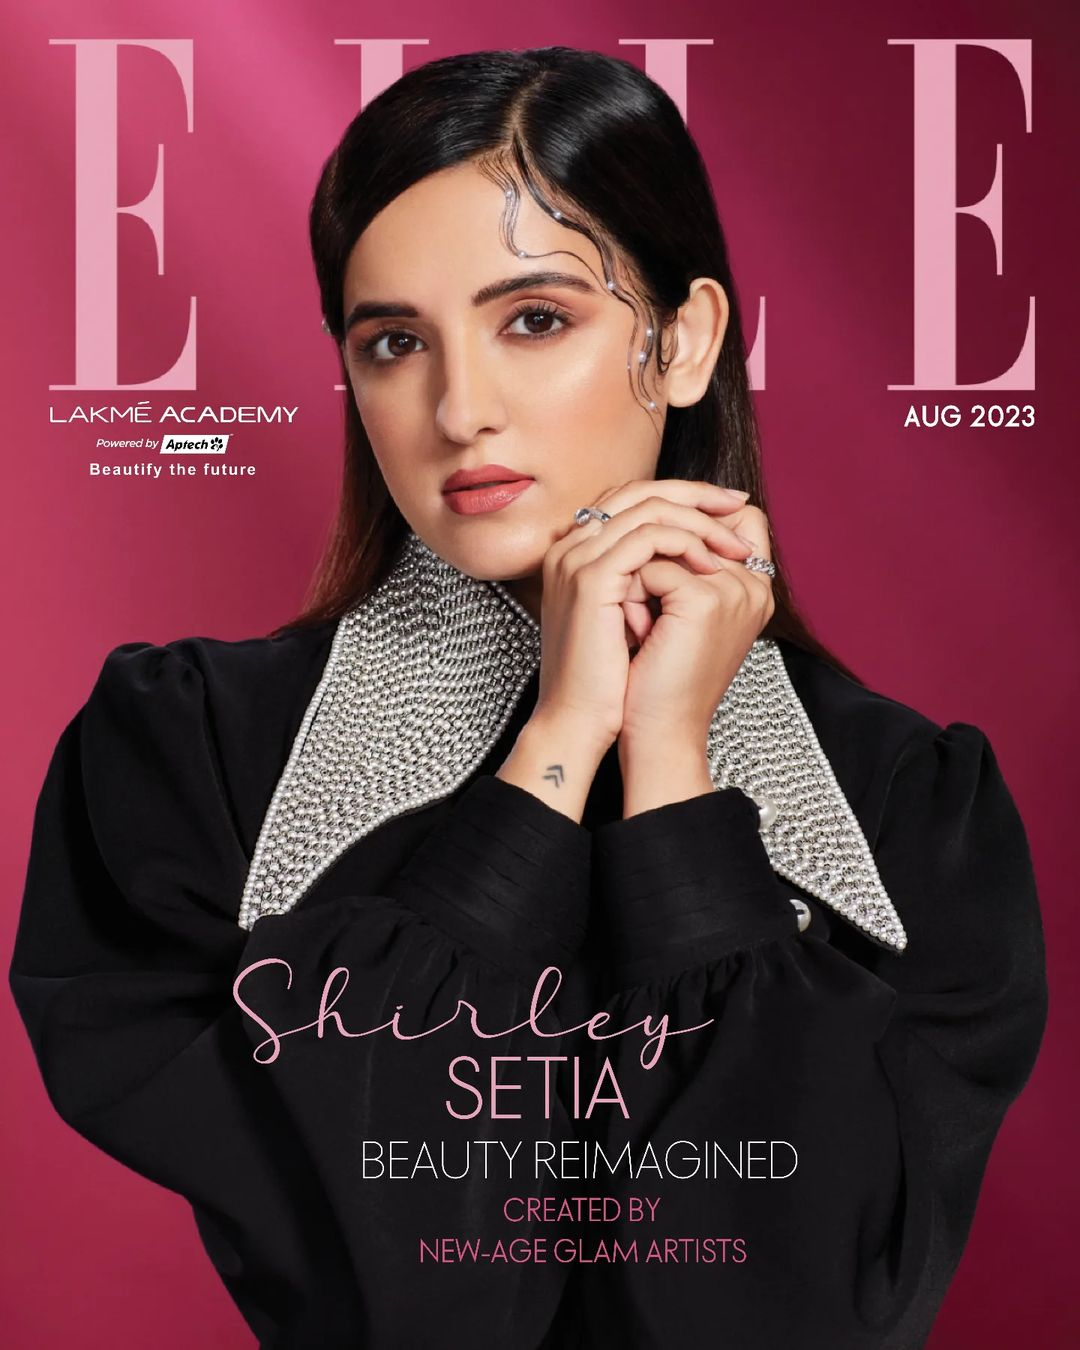 ELLE
LAKMÉ ACADEMY
Powered by Aptech
Beautify the future
AUG 2023
Shirley
SETIA
BEAUTY REIMAGINED
CREATED BY
NEW-AGE GLAM ARTISTS